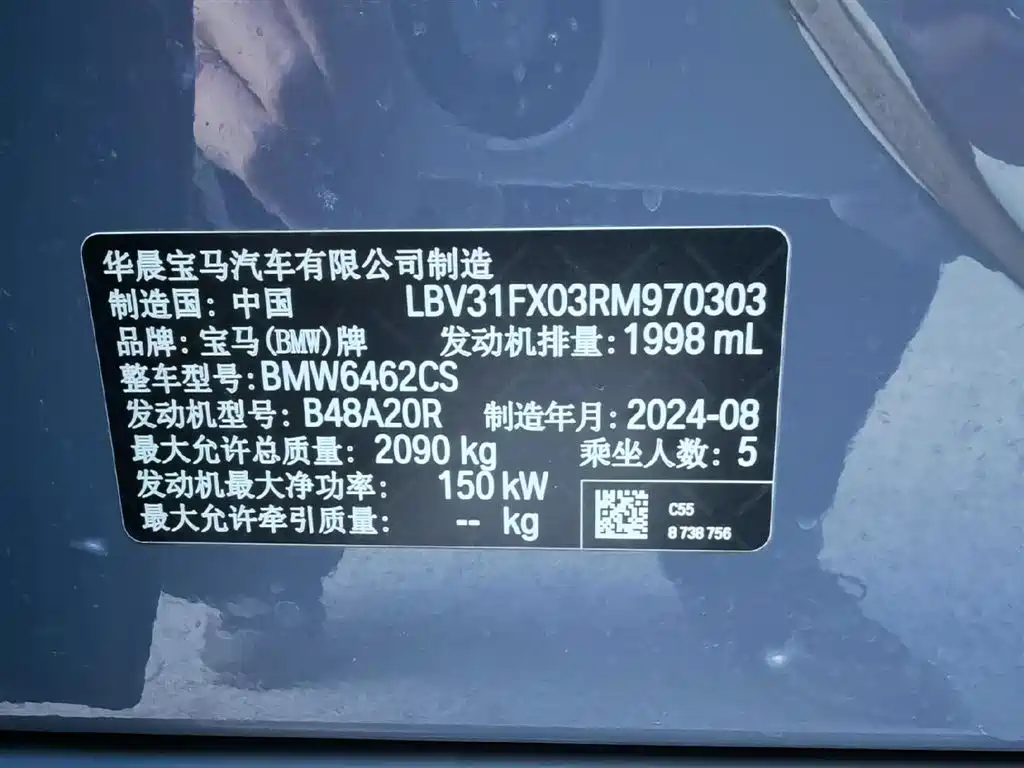 华晨宝马汽车有限公司制造
制造国：中国 LBV31FX03RM970303
品牌：宝马(BMW)牌 发动机排量：1998 mL
整车型号：BMW6462CS
发动机型号：B48A20R 制造年月：2024-08
最大允许总质量：2090 kg 乘坐人数：5
发动机最大净功率：150 kW
最大允许牵引质量：-- kg
C55
8 738 756